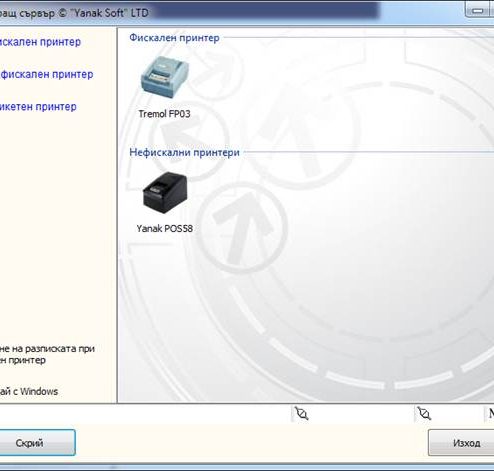 ращ сървър © "Yanak Soft" LTD
искален принтер
фискален принтер
икетен принтер
Фискален принтер
Tremol FP03
Нефискални принтери
Yanak POS58
не на разписката при
ен принтер
ай с Windows
Скрий
Изход